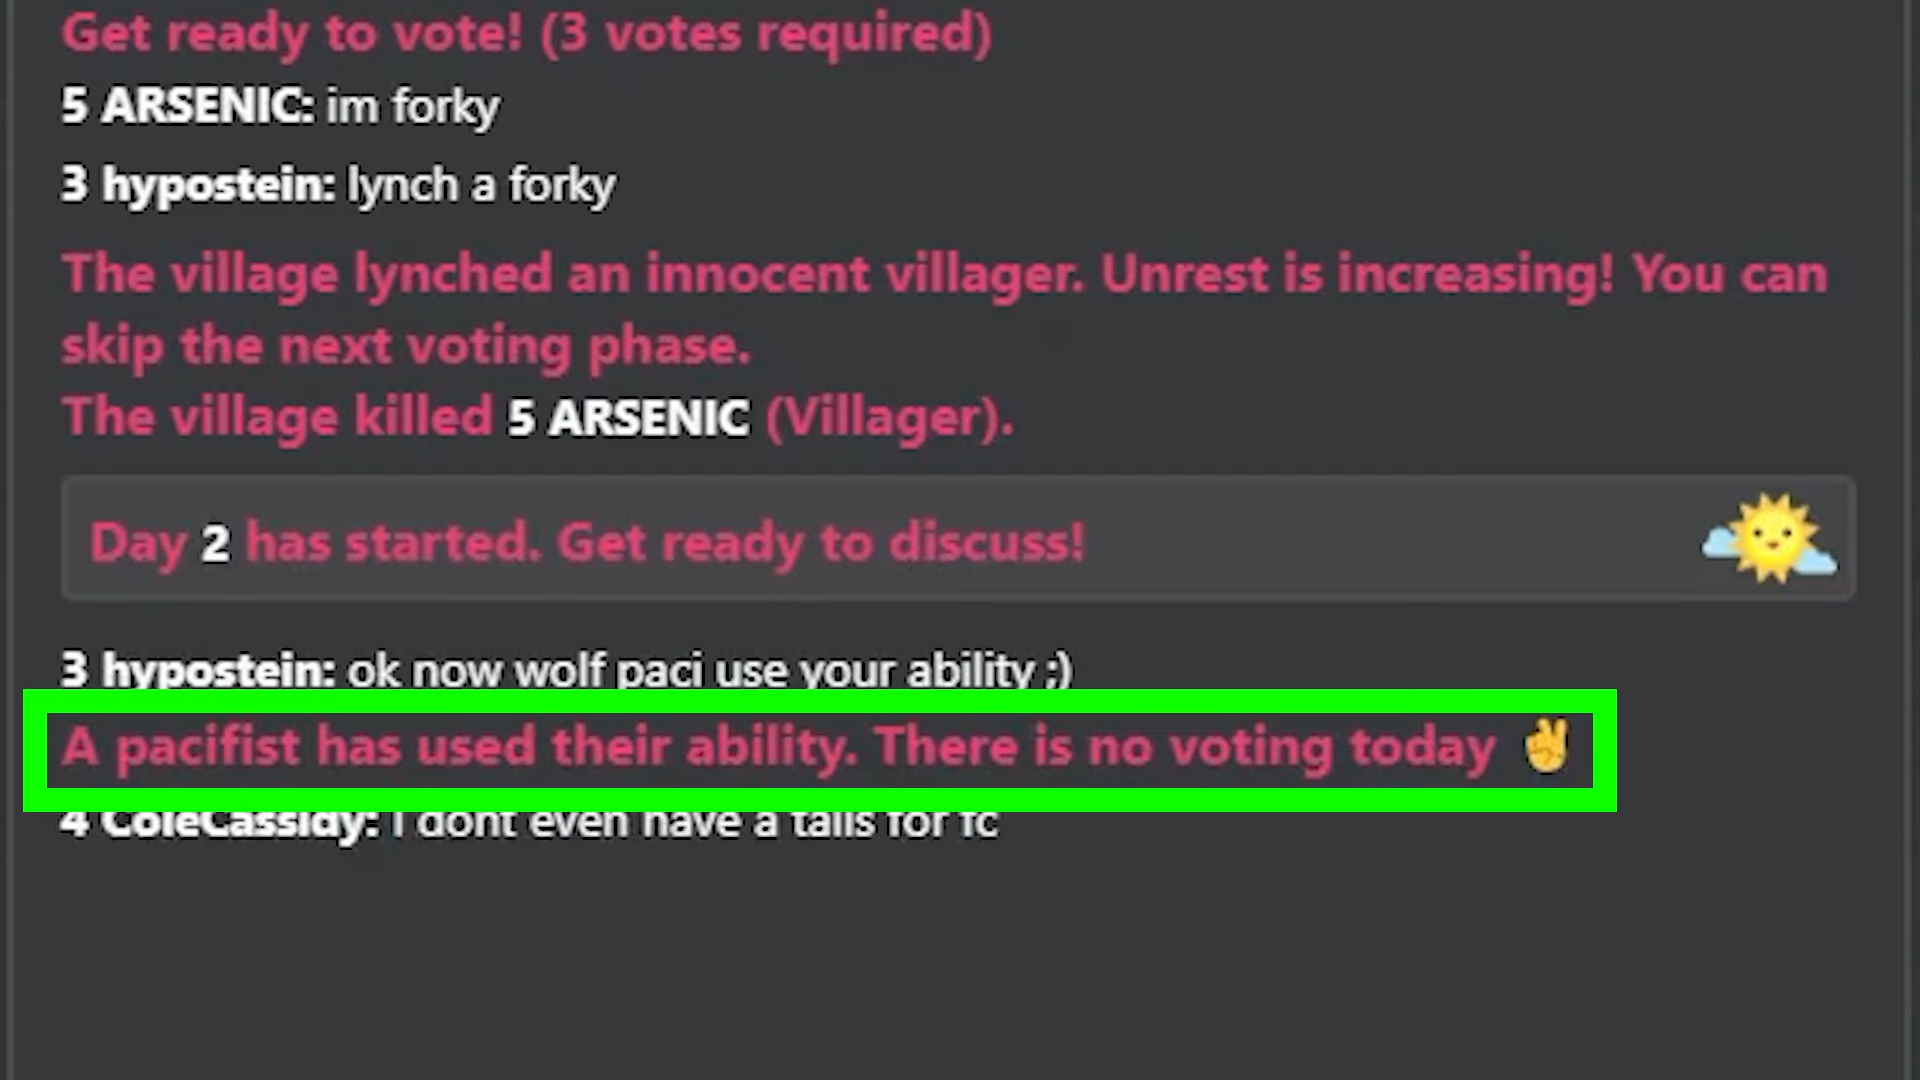 Get ready to vote! (3 votes required)
5 ARSENIC: im forky
3 hypostein: lynch a forky
The village lynched an innocent villager. Unrest is increasing! You can
skip the next voting phase.
The village killed 5 ARSENIC (Villager).
Day 2 has started. Get ready to discuss!
3 hypostein: ok now wolf paci use your ability ;)
A pacifist has used their ability. There is no voting today ✌
4 ColeCassidy: I dont even have a talis for fc